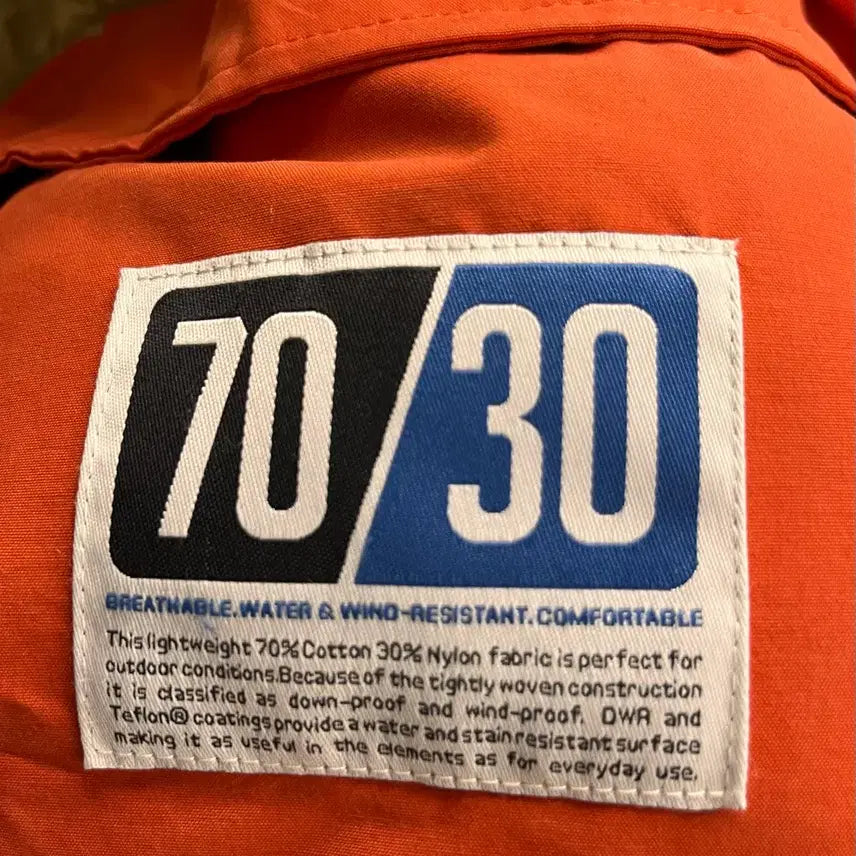 70/30
BREATHABLE.WATER & WIND-RESISTANT.COMFORTABLE
This lightweight 70% Cotton 30% Nylon fabric is perfect for
outdoor conditions.Because of the tightly woven construction
it is classified as down-proof and wind-proof. DWR and
Teflon® coatings provide a water and stain resistant surface
making it as useful in the elements as for everyday use.